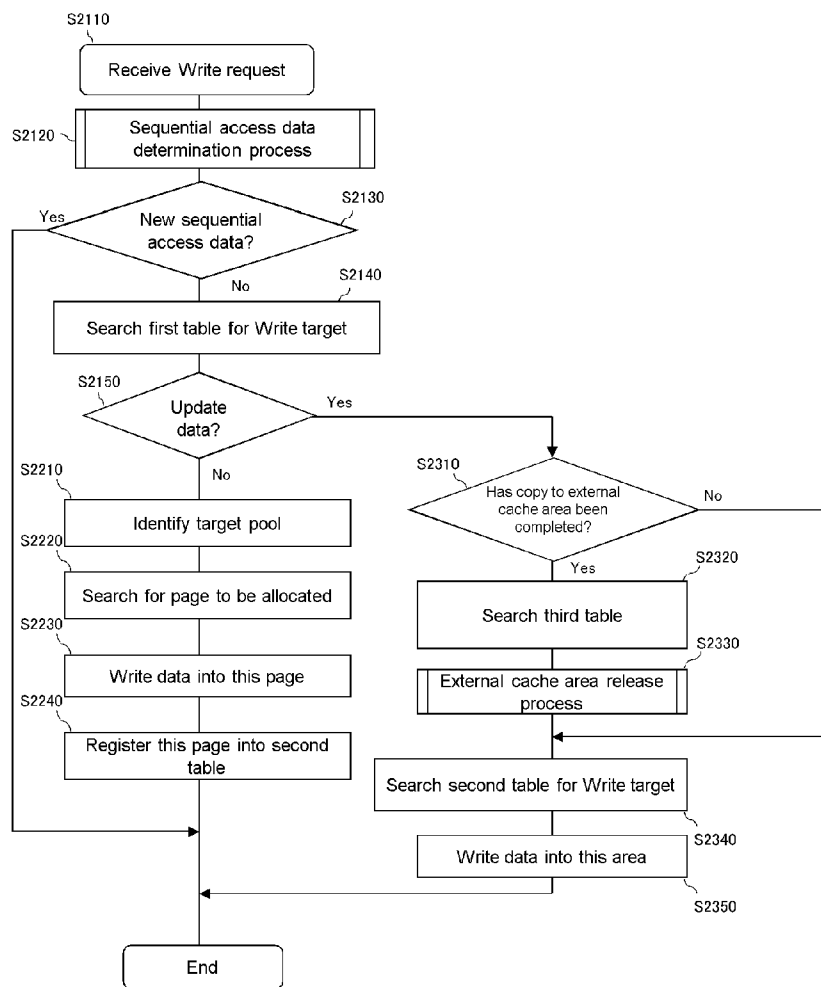 S2110
Receive Write request
S2120
Sequential access data
determination process
Yes
S2130
New sequential
access data?
No
S2140
Search first table for Write target
S2150
Update
data?
Yes
No
S2210
Identify target pool
S2220
Search for page to be allocated
S2230
Write data into this page
S2240
Register this page into second
table
S2310
Has copy to external
cache area been
completed?
No
Yes
S2320
Search third table
S2330
External cache area release
process
Search second table for Write target
S2340
Write data into this area
S2350
End